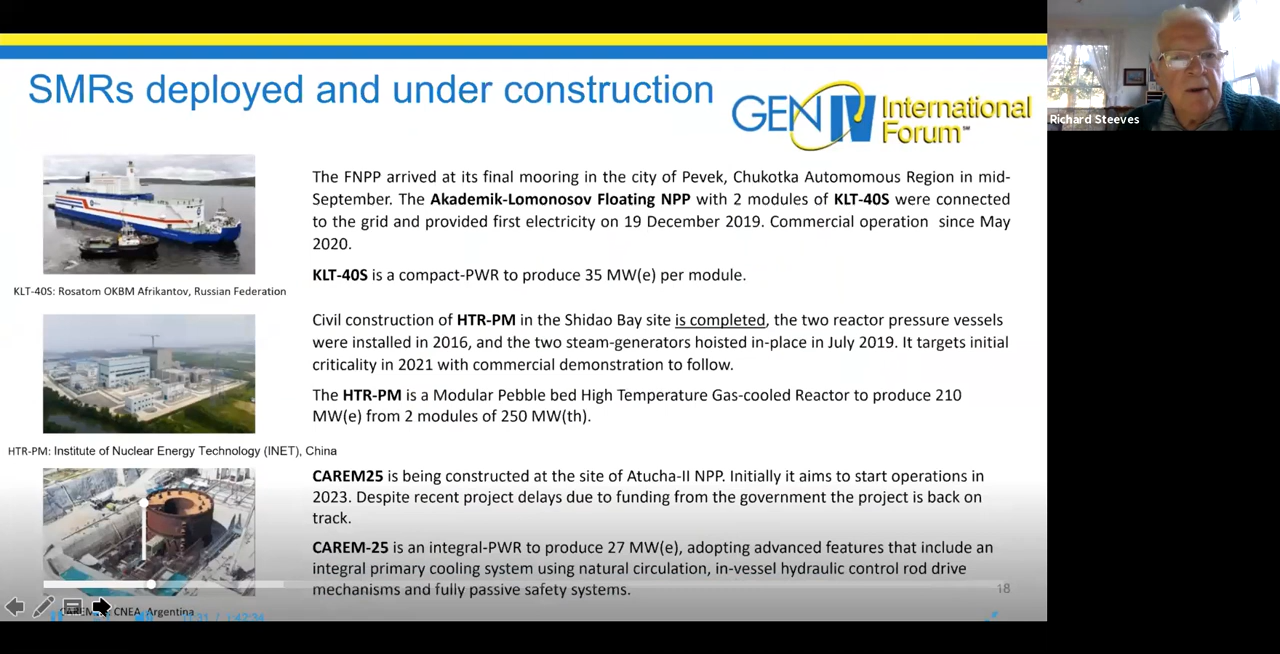 SMRs deployed and under construction
GEN IV International
Forum℠
Richard Steeves
The FNPP arrived at its final mooring in the city of Pevek, Chukotka Automomous Region in mid-
September. The Akademik-Lomonosov Floating NPP with 2 modules of KLT-40S were connected
to the grid and provided first electricity on 19 December 2019. Commercial operation since May
2020.
KLT-40S is a compact-PWR to produce 35 MW(e) per module.
KLT-40S: Rosatom OKBM Afrikantov, Russian Federation
Civil construction of HTR-PM in the Shidao Bay site is completed, the two reactor pressure vessels
were installed in 2016, and the two steam-generators hoisted in-place in July 2019. It targets initial
criticality in 2021 with commercial demonstration to follow.
The HTR-PM is a Modular Pebble bed High Temperature Gas-cooled Reactor to produce 210
MW(e) from 2 modules of 250 MW(th).
HTR-PM: Institute of Nuclear Energy Technology (INET), China
CAREM25 is being constructed at the site of Atucha-II NPP. Initially it aims to start operations in
2023. Despite recent project delays due to funding from the government the project is back on
track.
CAREM-25 is an integral-PWR to produce 27 MW(e), adopting advanced features that include an
integral primary cooling system using natural circulation, in-vessel hydraulic control rod drive
mechanisms and fully passive safety systems.
18
CNEA, Argentina
1:42:34